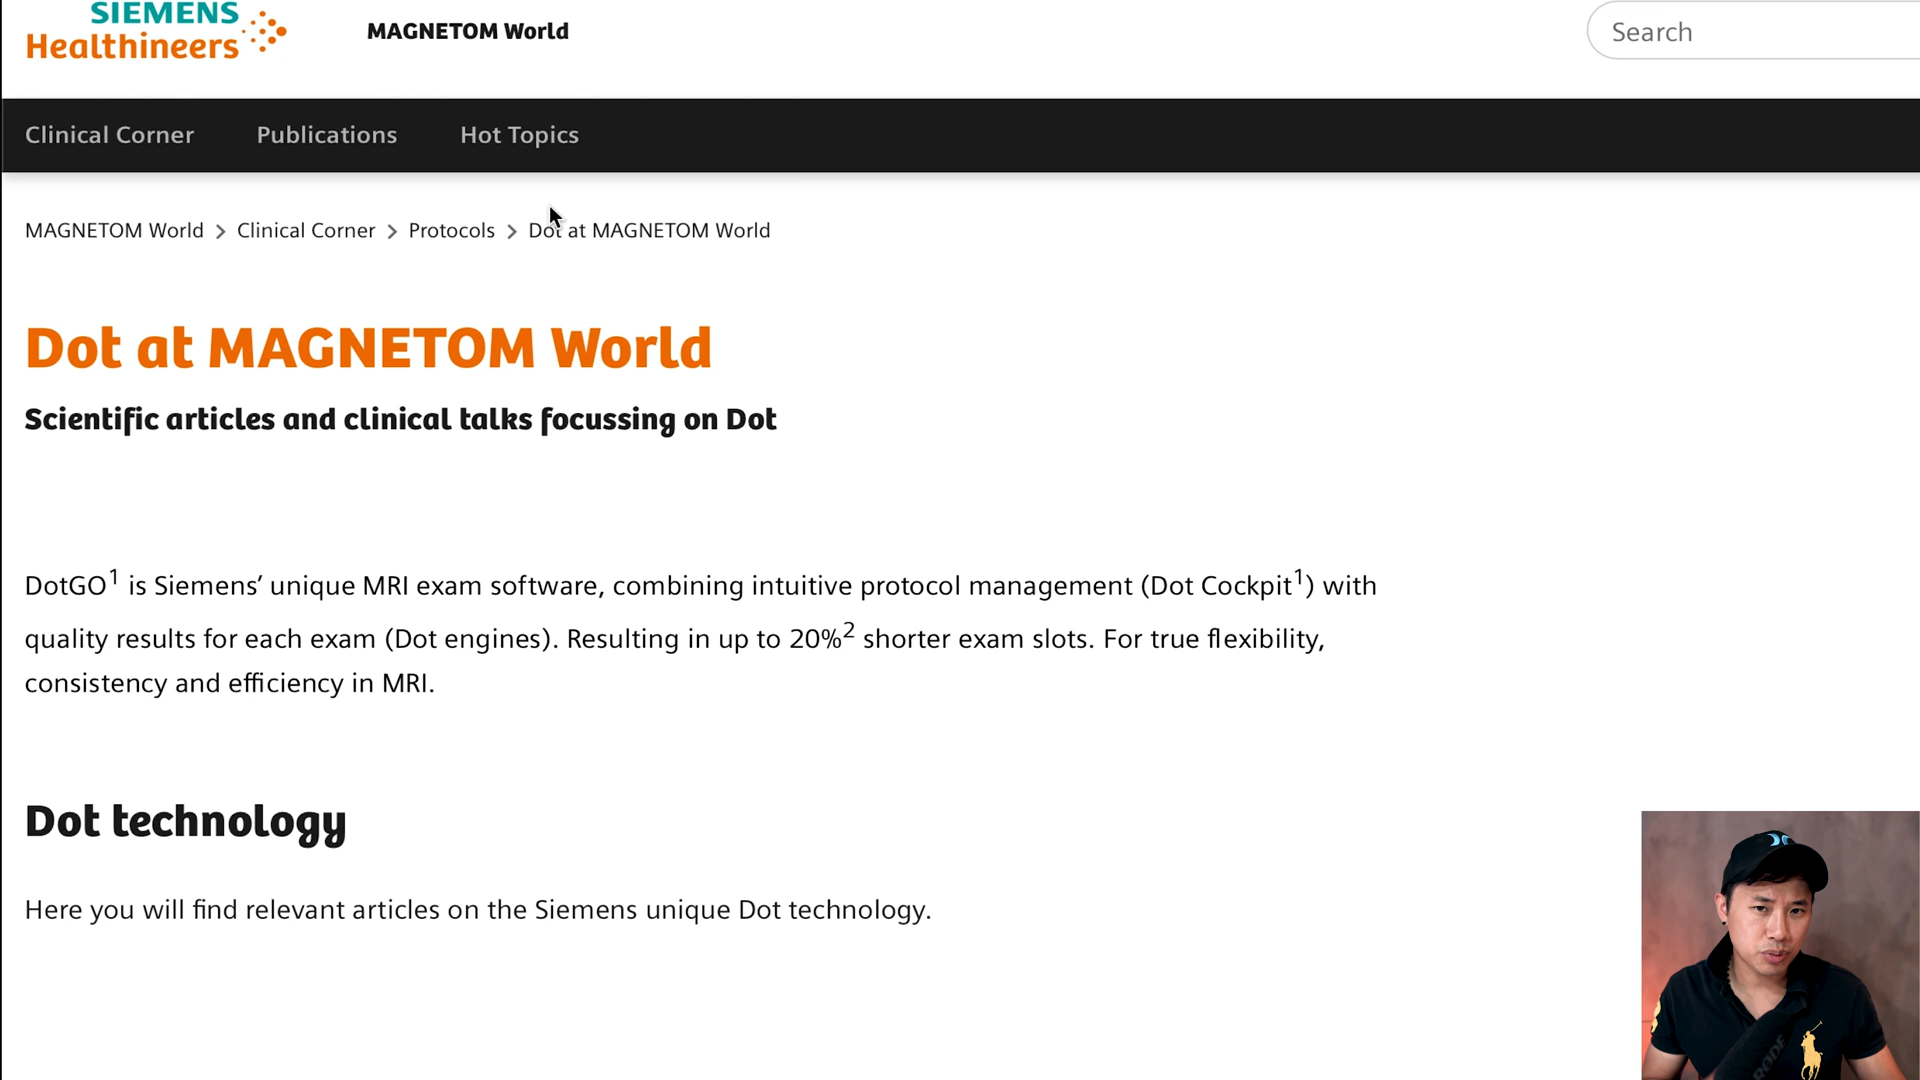 SIEMENS
Healthineers
MAGNETOM World
Search
Clinical Corner
Publications
Hot Topics
MAGNETOM World > Clinical Corner > Protocols > Dot at MAGNETOM World
Dot at MAGNETOM World
Scientific articles and clinical talks focussing on Dot
DotGO1 is Siemens’ unique MRI exam software, combining intuitive protocol management (Dot Cockpit1) with
quality results for each exam (Dot engines). Resulting in up to 20%2 shorter exam slots. For true flexibility,
consistency and efficiency in MRI.
Dot technology
Here you will find relevant articles on the Siemens unique Dot technology.
RODE